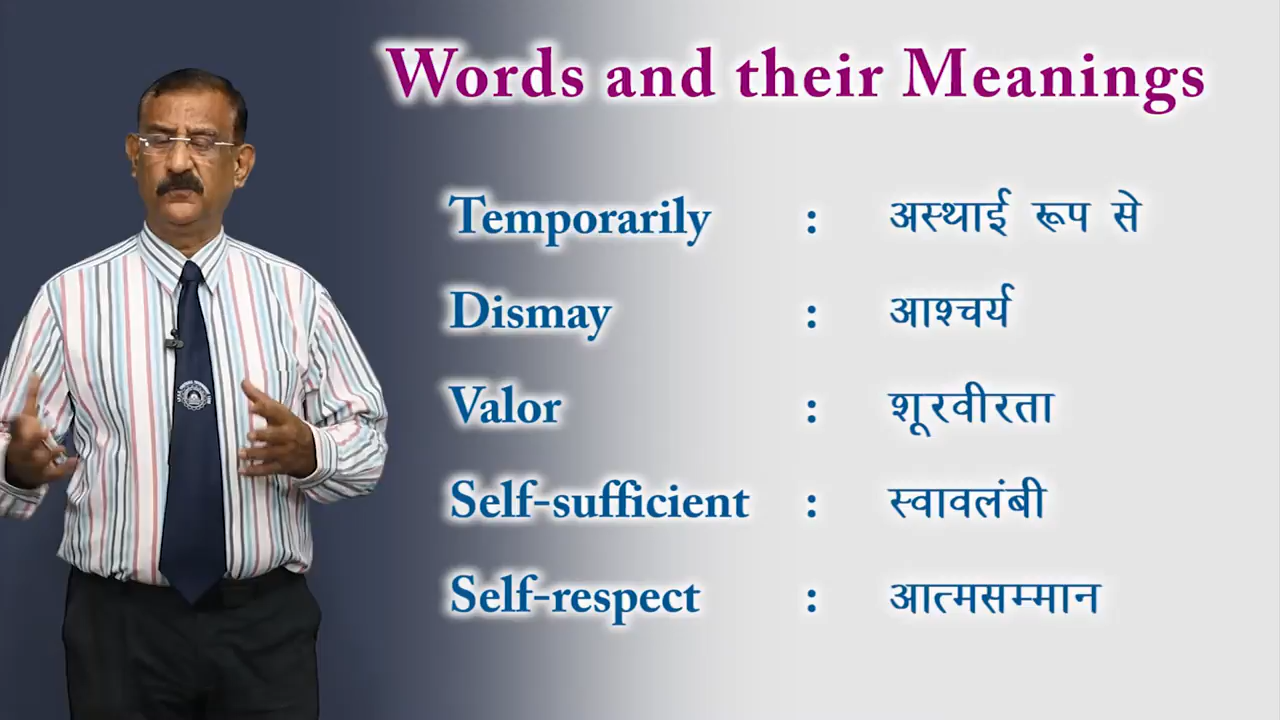 Words and their Meanings
Temporarily : अस्थाई रूप से
Dismay : आश्चर्य
Valor : शूरवीरता
Self-sufficient : स्वावलंबी
Self-respect : आत्मसम्मान